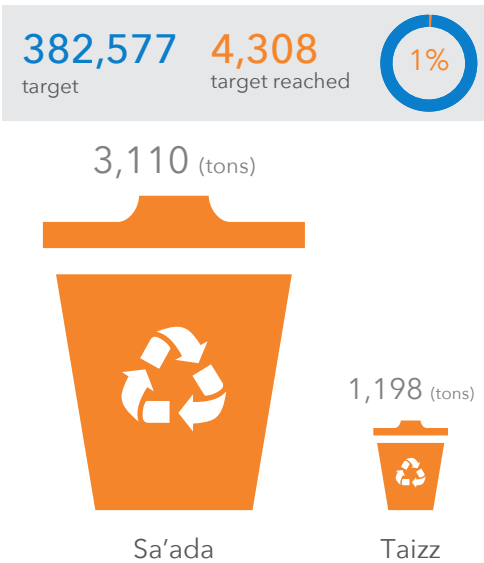 382,577 4,308 1%
target target reached
3,110 (tons)
1,198 (tons)
Sa’ada Taizz